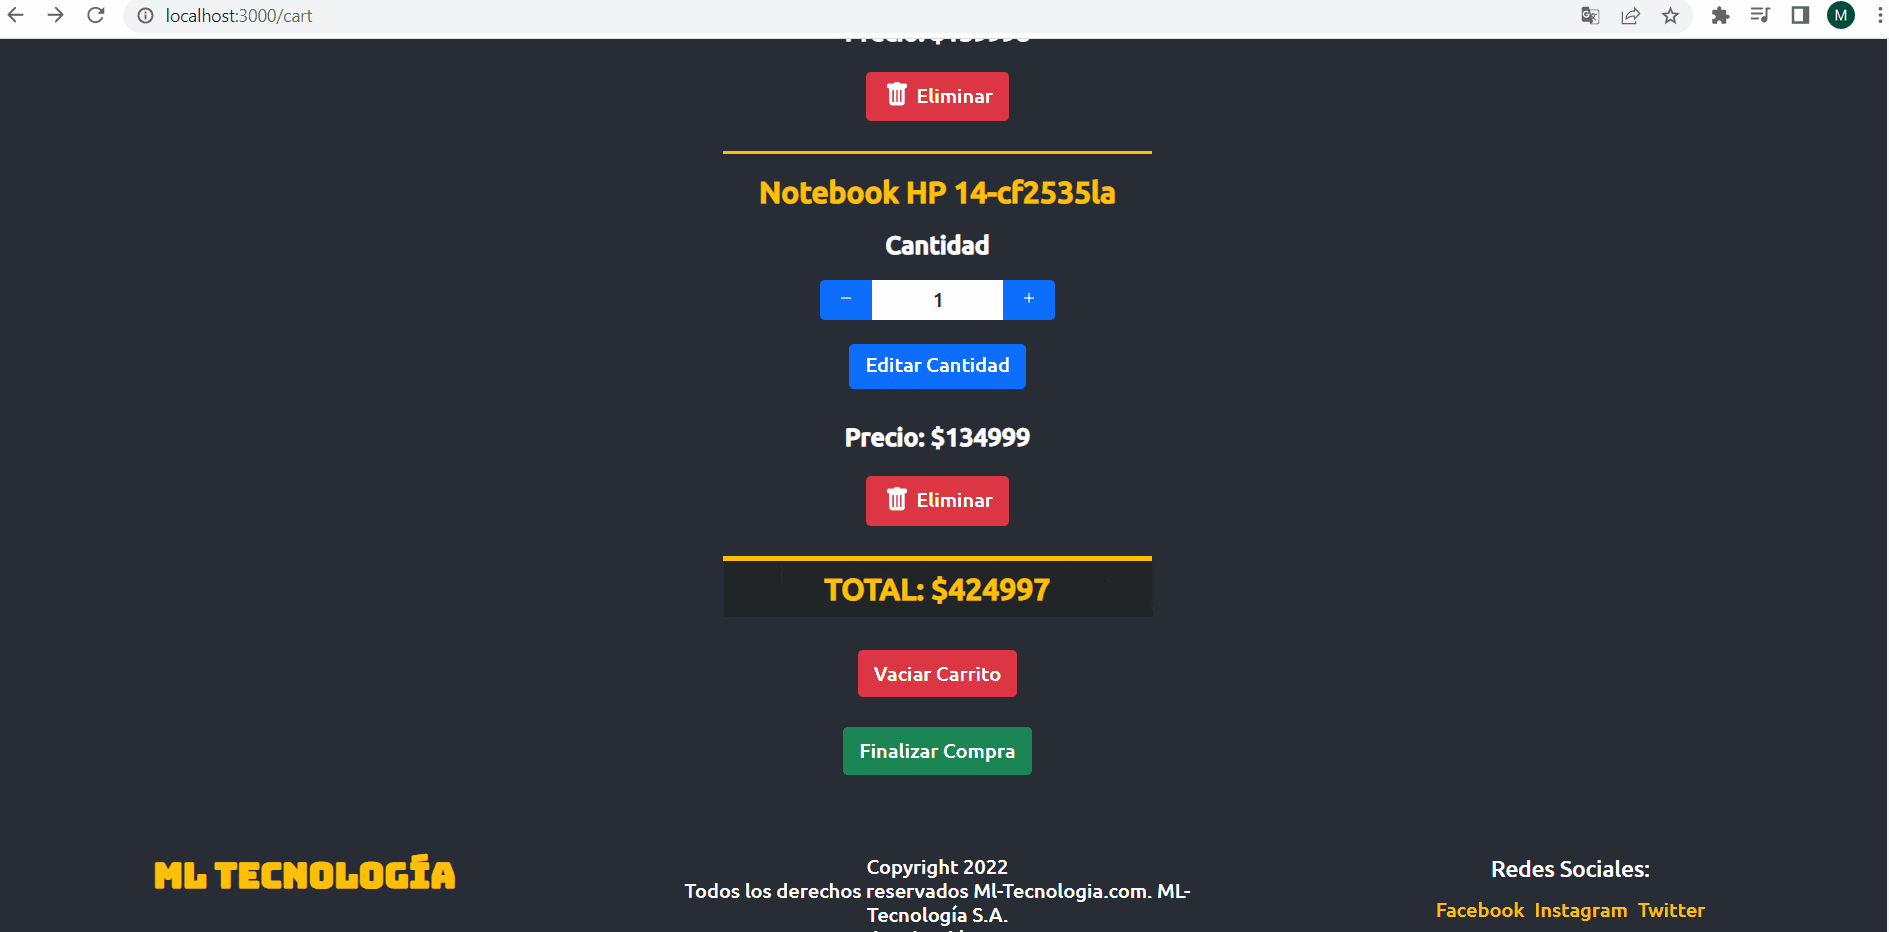 localhost:3000/cart
M
Eliminar
Notebook HP 14-cf2535la
Cantidad
− 1 +
Editar Cantidad
Precio: $134999
Eliminar
TOTAL: $424997
Vaciar Carrito
Finalizar Compra
ML TECNOLOGÍA
Copyright 2022
Todos los derechos reservados Ml-Tecnologia.com. ML-
Tecnología S.A.
Redes Sociales:
Facebook Instagram Twitter